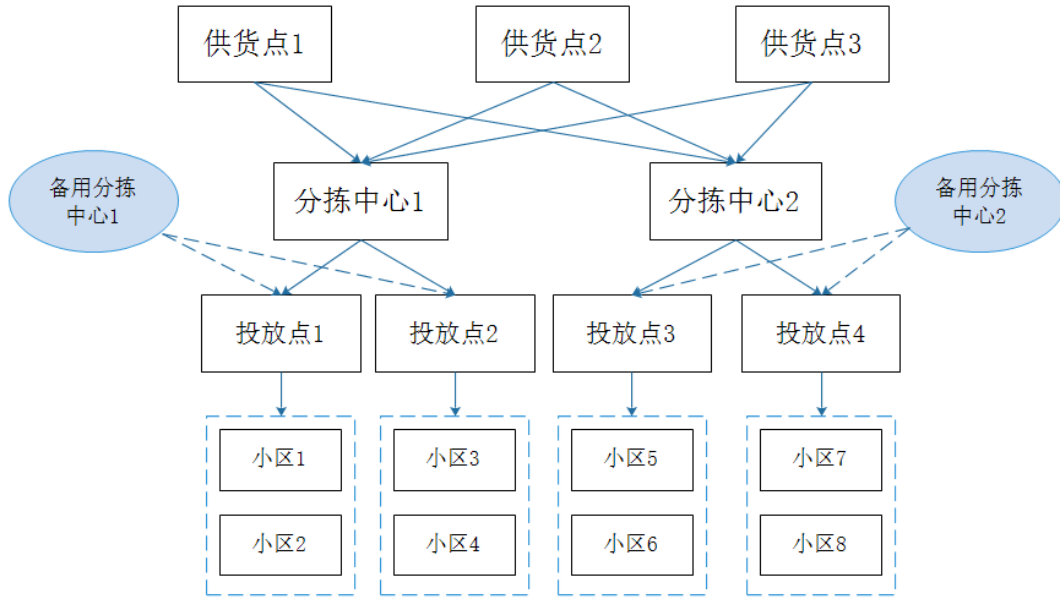 供货点1
供货点2
供货点3
备用分拣
中心1
分拣中心1
分拣中心2
备用分拣
中心2
投放点1
投放点2
投放点3
投放点4
小区1
小区3
小区5
小区7
小区2
小区4
小区6
小区8